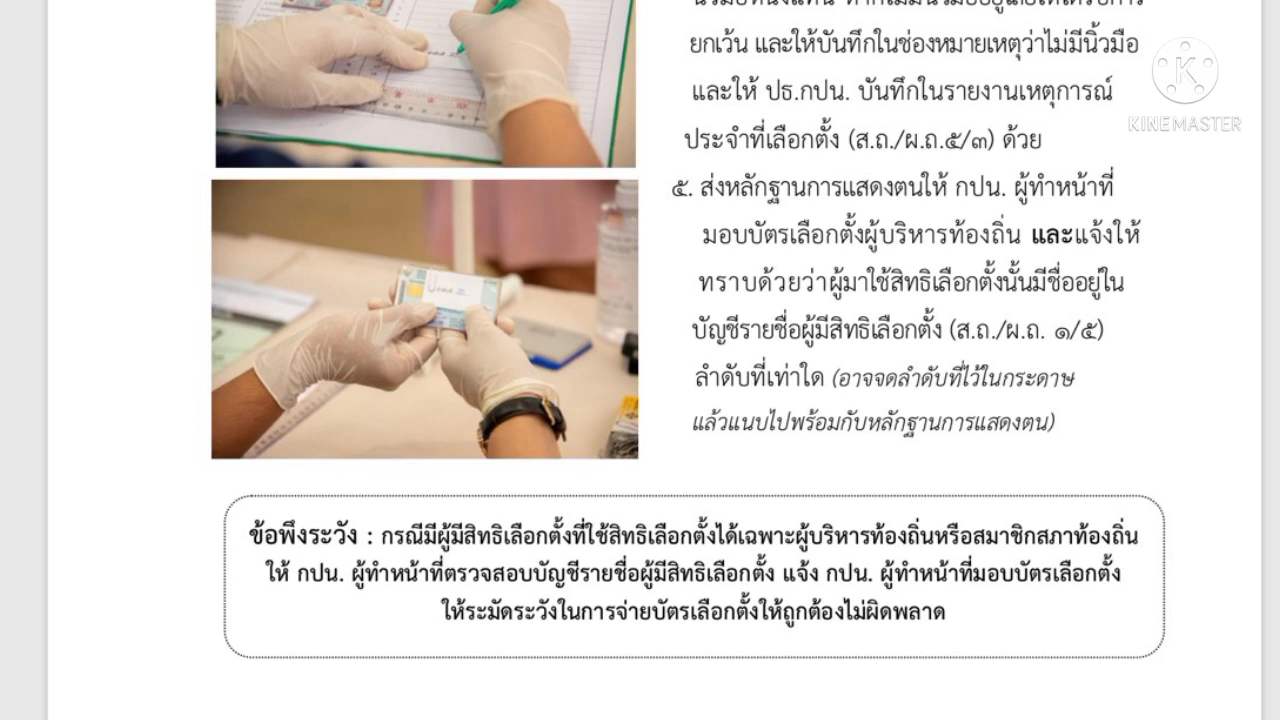 ยกเว้น และให้บันทึกในช่องหมายเหตุว่าไม่มีนิ้วมือ
และให้ ปธ.กปน. บันทึกในรายงานเหตุการณ์
ประจำที่เลือกตั้ง (ส.ถ./ผ.ถ.๕/๓) ด้วย
๕. ส่งหลักฐานการแสดงตนให้ กปน. ผู้ทำหน้าที่
มอบบัตรเลือกตั้งผู้บริหารท้องถิ่น และแจ้งให้
ทราบด้วยว่าผู้มาใช้สิทธิเลือกตั้งนั้นมีชื่ออยู่ใน
บัญชีรายชื่อผู้มีสิทธิเลือกตั้ง (ส.ถ./ผ.ถ. ๑/๕)
ลำดับที่เท่าใด (อาจจดลำดับที่ไว้ในกระดาษ
แล้วแนบไปพร้อมกับหลักฐานการแสดงตน)
ข้อพึงระวัง : กรณีมีผู้มีสิทธิเลือกตั้งที่ใช้สิทธิเลือกตั้งได้เฉพาะผู้บริหารท้องถิ่นหรือสมาชิกสภาท้องถิ่น
ให้ กปน. ผู้ทำหน้าที่ตรวจสอบบัญชีรายชื่อผู้มีสิทธิเลือกตั้ง แจ้ง กปน. ผู้ทำหน้าที่มอบบัตรเลือกตั้ง
ให้ระมัดระวังในการจ่ายบัตรเลือกตั้งให้ถูกต้องไม่ผิดพลาด
K
KINEMASTER